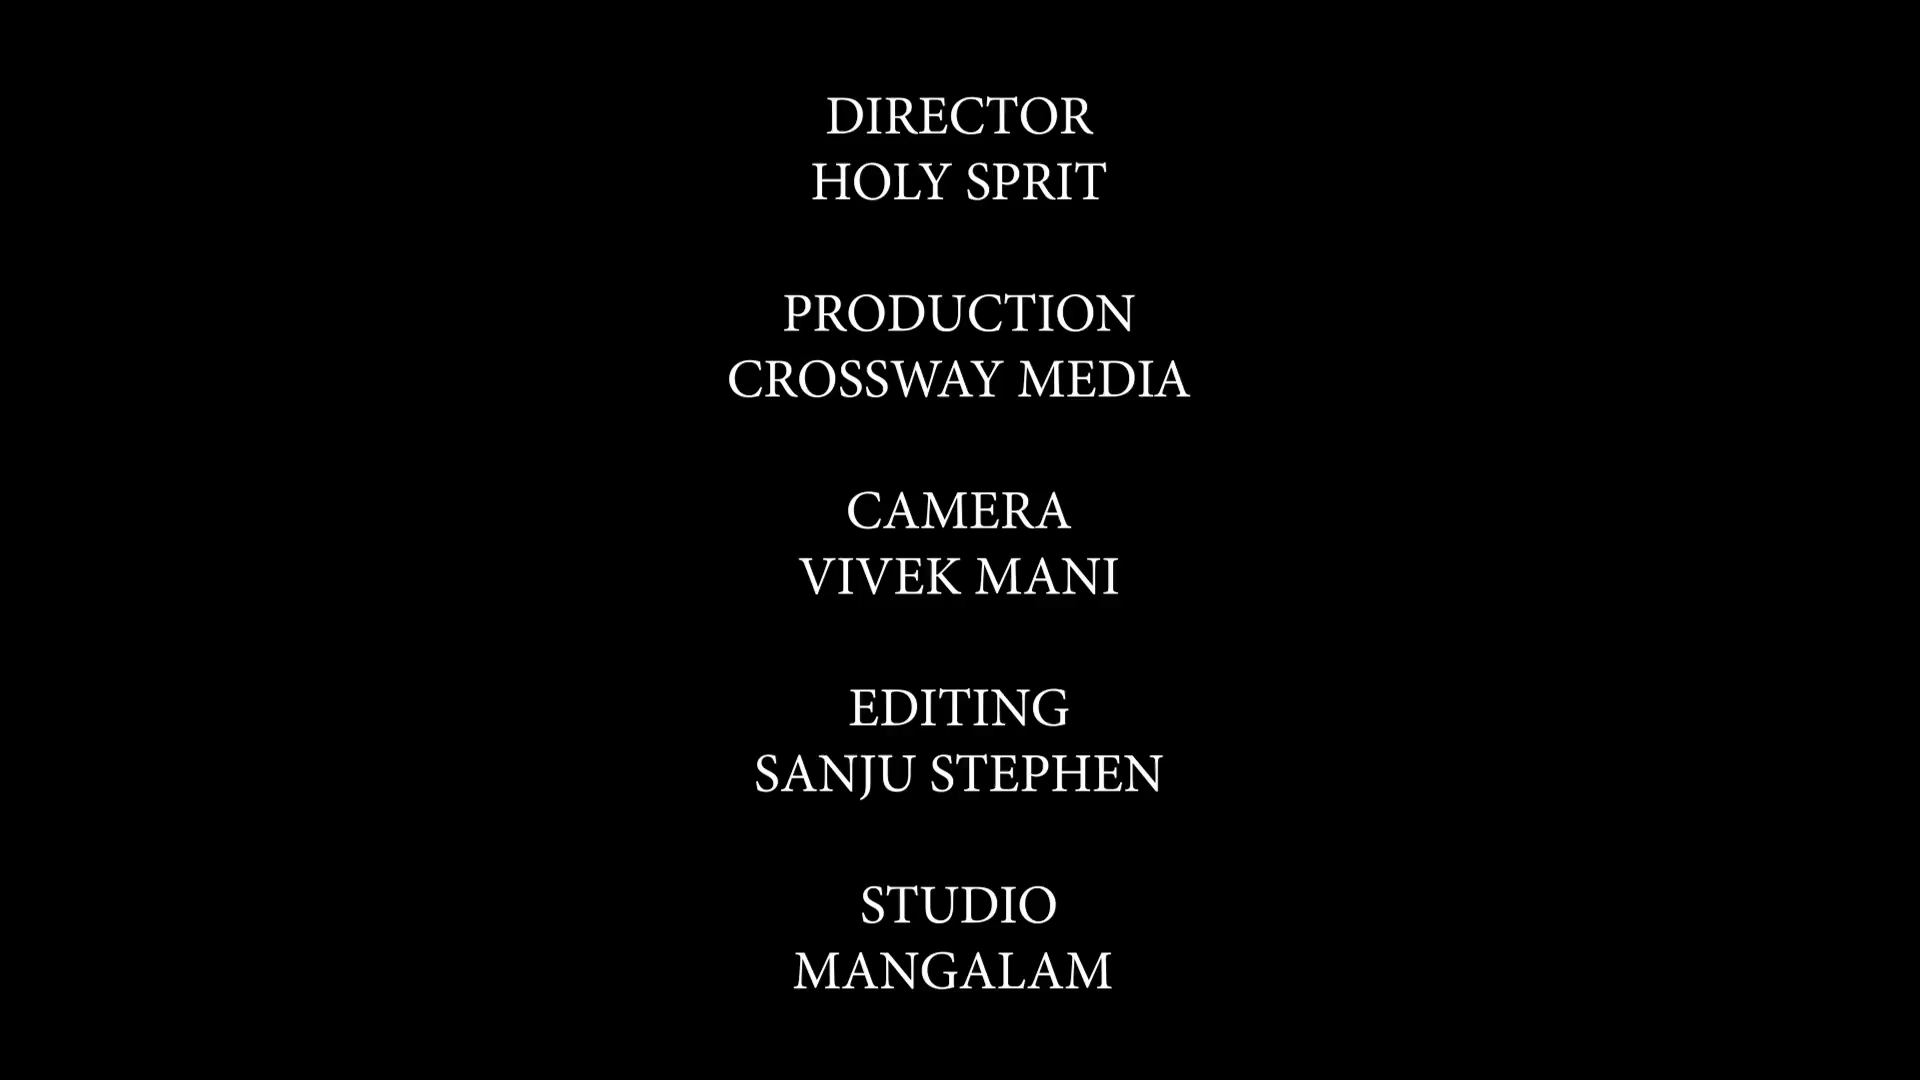 DIRECTOR
HOLY SPRIT
PRODUCTION
CROSSWAY MEDIA
CAMERA
VIVEK MANI
EDITING
SANJU STEPHEN
STUDIO
MANGALAM